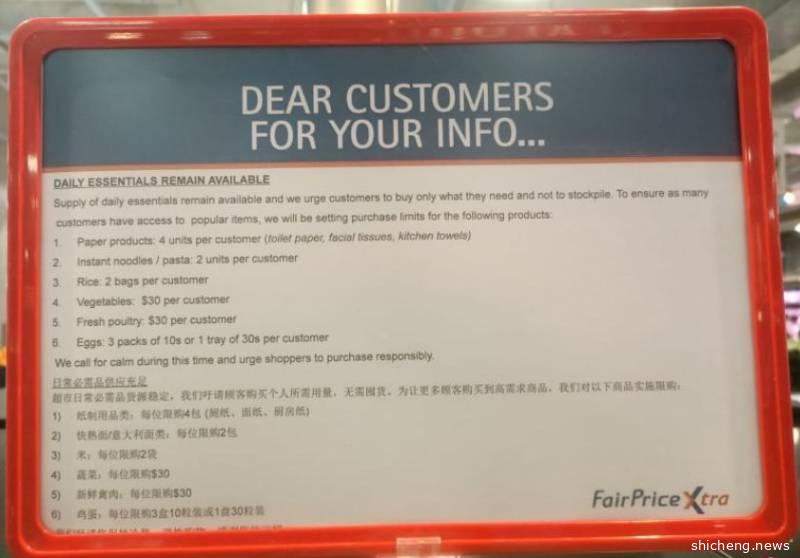 DEAR CUSTOMERS
FOR YOUR INFO...
DAILY ESSENTIALS REMAIN AVAILABLE
Supply of daily essentials remain available and we urge customers to buy only what they need and not to stockpile. To ensure as many
customers have access to popular items, we will be setting purchase limits for the following products:
1. Paper products: 4 units per customer (toilet paper, facial tissues, kitchen towels)
2. Instant noodles / pasta: 2 units per customer
3. Rice: 2 bags per customer
4. Vegetables: $30 per customer
5. Fresh poultry: $30 per customer
6. Eggs: 3 packs of 10s or 1 tray of 30s per customer
We call for calm during this time and urge shoppers to purchase responsibly.
日常必需品供应充足
超市日常必需品货源稳定，我们吁请顾客购买个人所需用量，无需囤货。为让更多顾客购买到高需求商品，我们对以下商品实施限购：
1) 纸制用品类：每位限购4包 (厕纸、面纸、厨房纸)
2) 快熟面/意大利面类：每位限购2包
3) 米：每位限购2袋
4) 蔬菜：每位限购$30
5) 新鲜禽肉：每位限购$30
6) 鸡蛋：每位限购3盒10粒装或1盘30粒装
FairPrice Xtra
shicheng.news